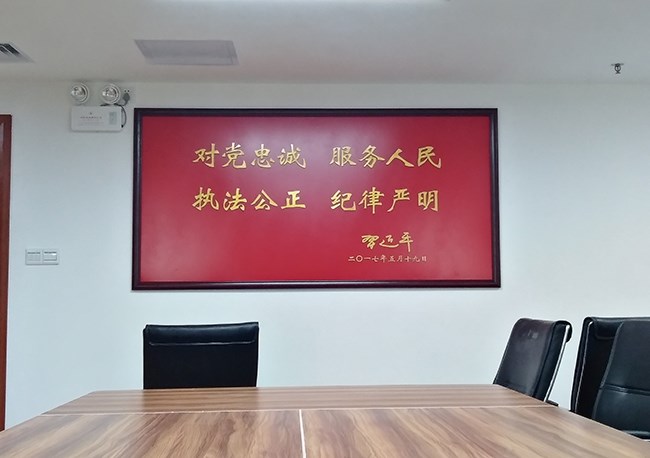 对党忠诚 服务人民
执法公正 纪律严明
习近平
二〇一七年五月十九日